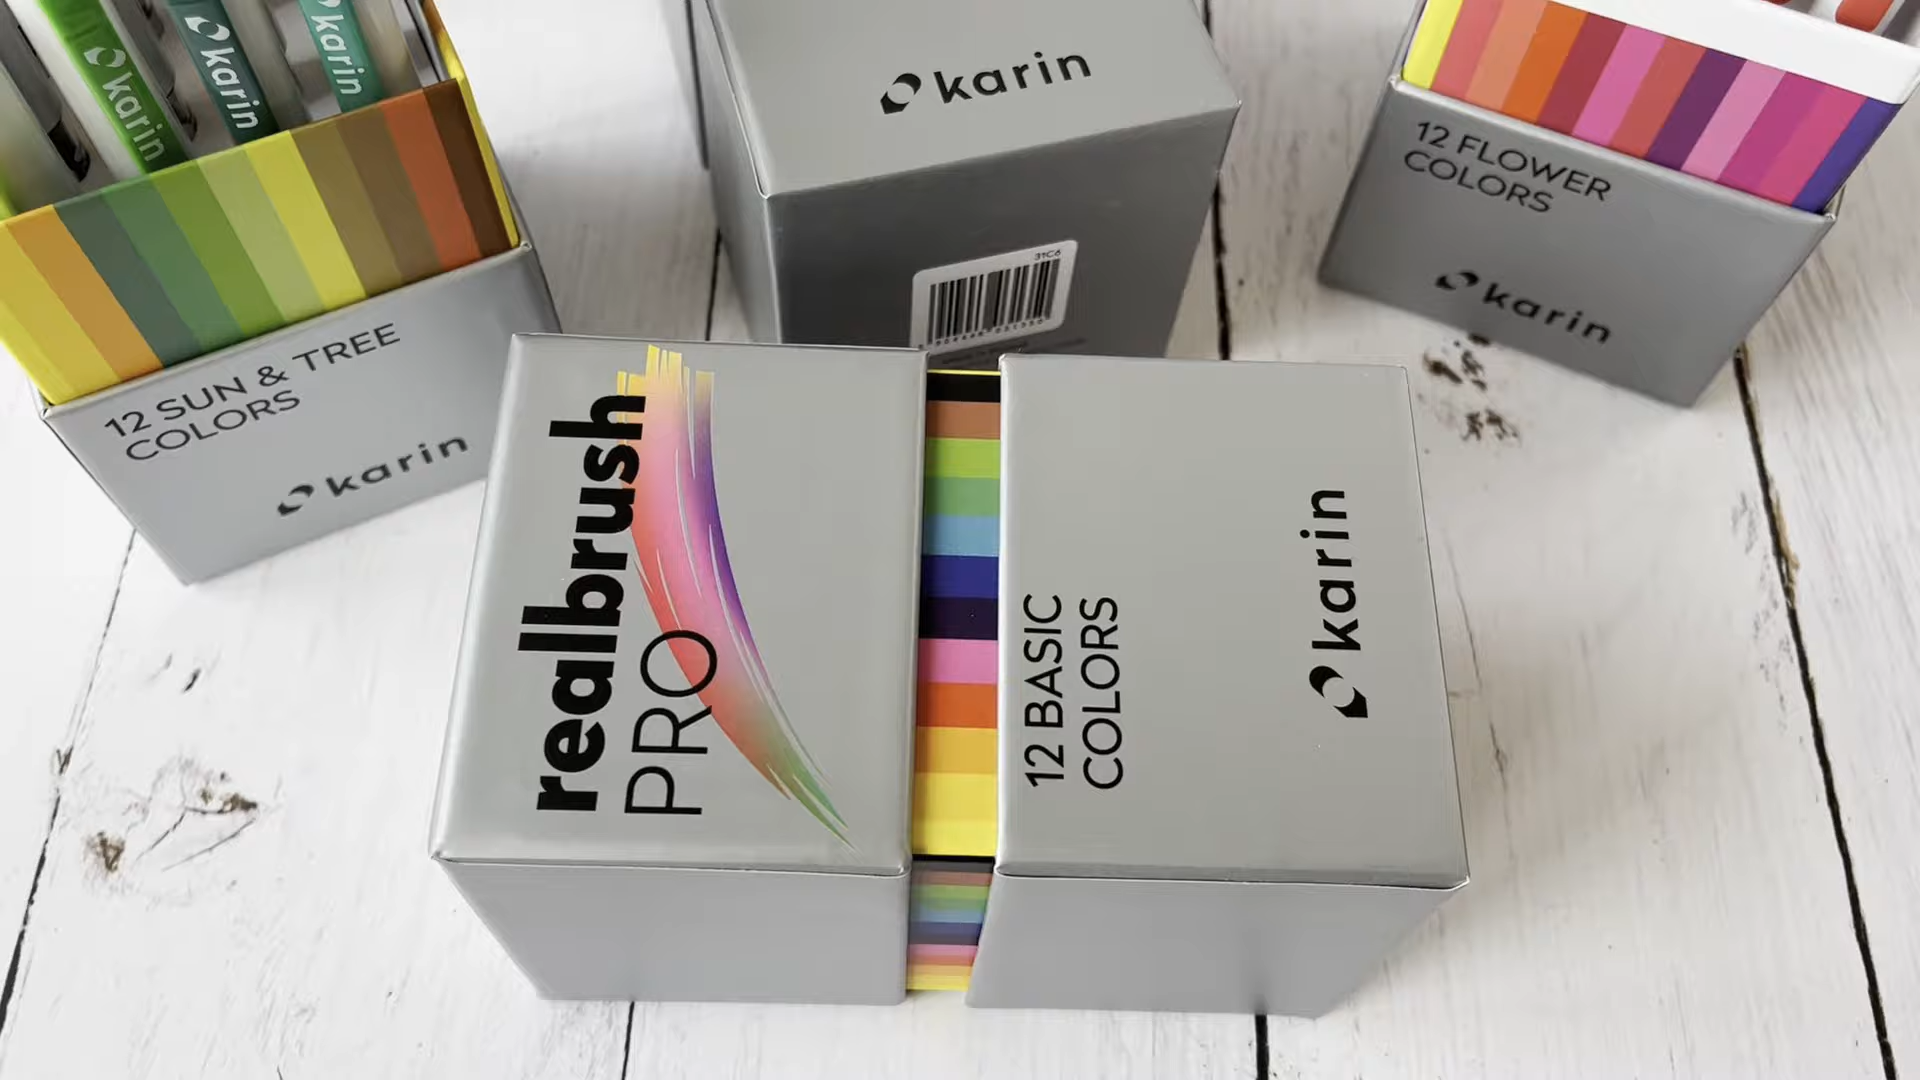 karin
karin
karin
karin
31C6
12 FLOWER
COLORS
karin
12 SUN & TREE
COLORS
karin
realbrush
PRO
12 BASIC
COLORS
karin